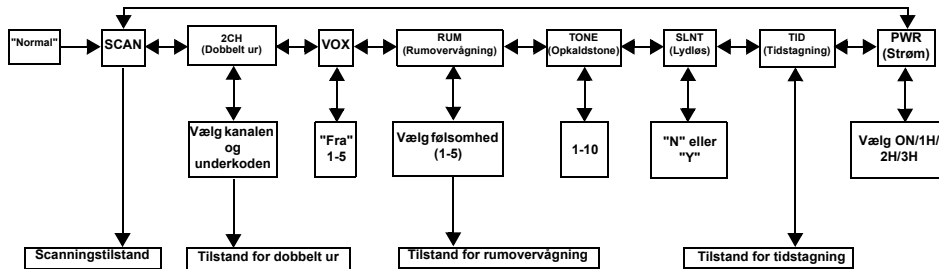 "Normal"
SCAN
2CH
(Dobbelt ur)
VOX
RUM
(Rumovervågning)
TONE
(Opkaldstone)
SLNT
(Lydløs)
TID
(Tidstagning)
PWR
(Strøm)
Vælg kanalen
og
underkoden
"Fra"
1-5
Vælg følsomhed
(1-5)
1-10
"N" eller
"Y"
Vælg ON/1H/
2H/3H
Scanningstilstand
Tilstand for dobbelt ur
Tilstand for rumovervågning
Tilstand for tidstagning